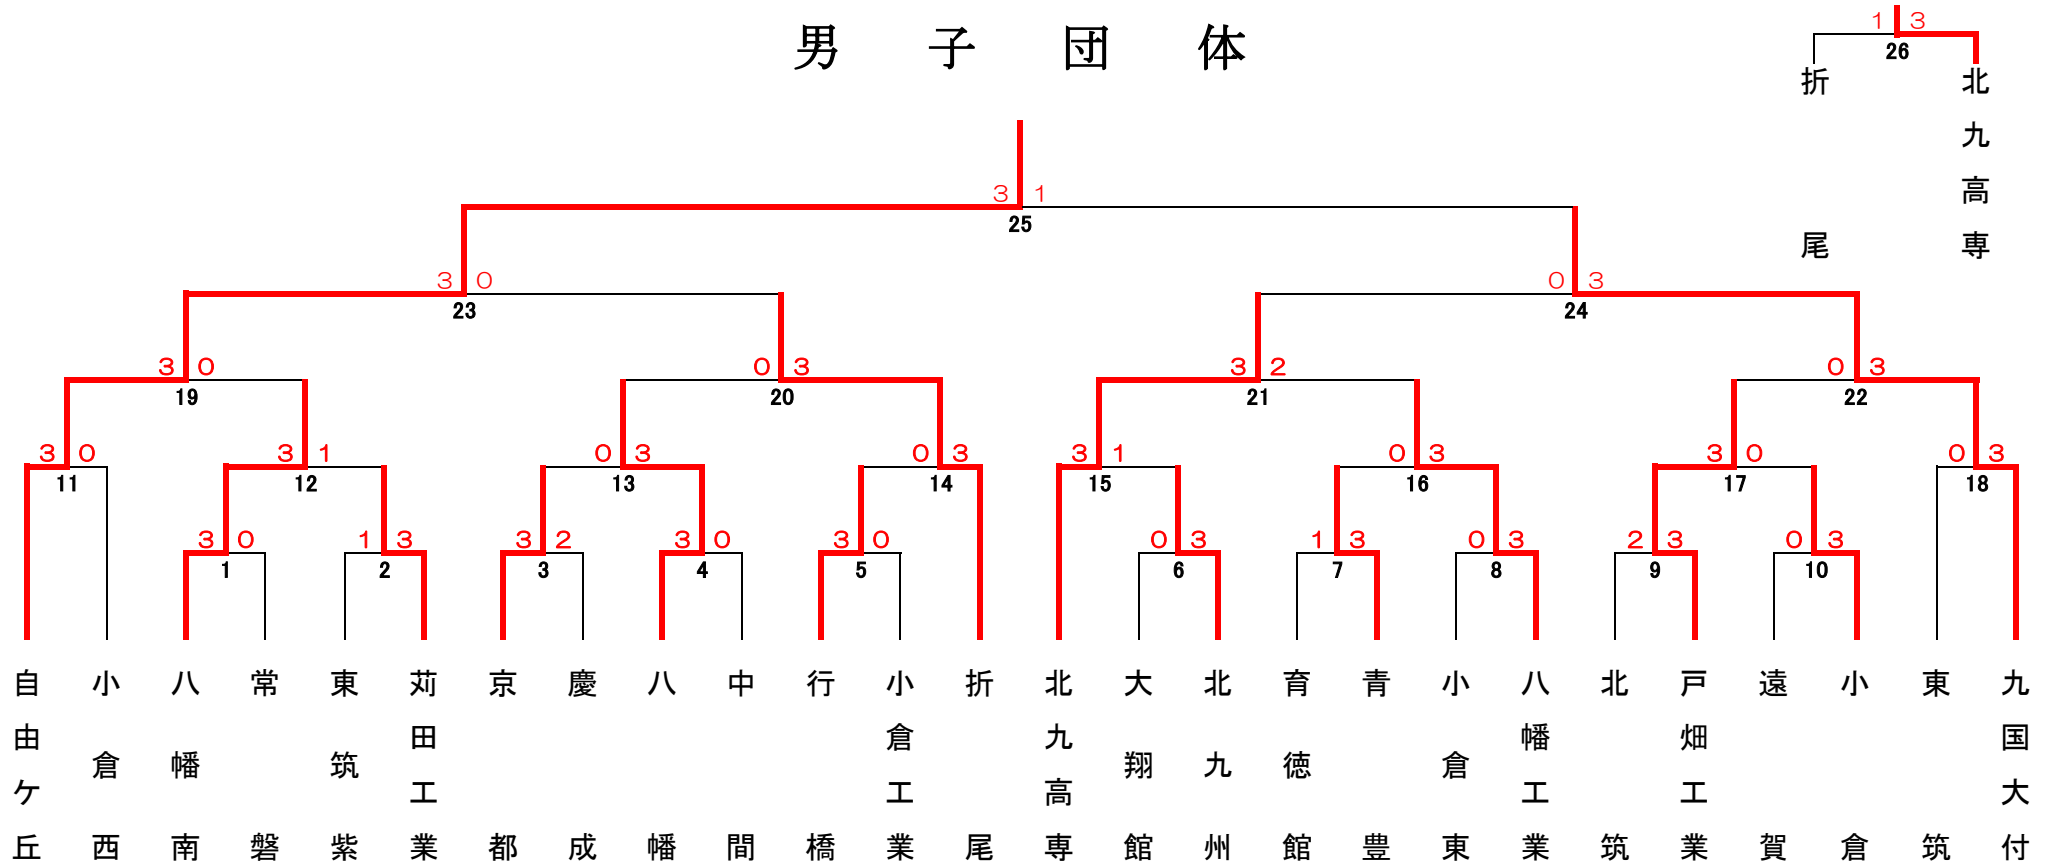 男子団体
1 3
26
折尾
北九高専
3 1
25
3 0
23
0 3
24
3 0
19
0 3
20
3 2
21
0 3
22
3 0
11
3 1
12
0 3
13
0 3
14
3 1
15
0 3
16
3 0
17
0 3
18
3 0
1
1 3
2
3 2
3
3 0
4
3 0
5
0 3
6
1 3
7
0 3
8
2 3
9
0 3
10
自由ケ丘
小倉西
八幡南
常磐
東筑紫
苅田工業
京都
慶成
八幡
中間
行橋
小倉工業
折尾
北九高専
大翔館
北九州
育徳館
青豊
小倉東
八幡工業
北筑
戸畑工業
遠賀
小倉
東筑
九国大付